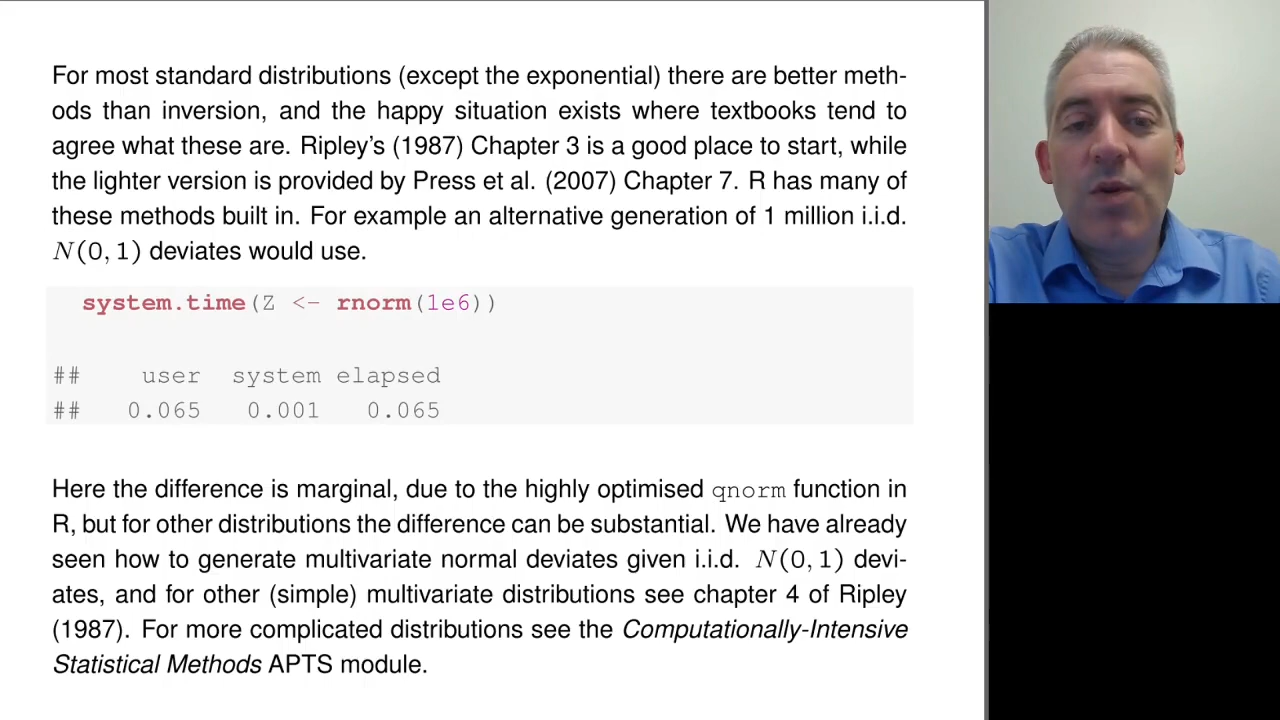 For most standard distributions (except the exponential) there are better meth-
ods than inversion, and the happy situation exists where textbooks tend to
agree what these are. Ripley's (1987) Chapter 3 is a good place to start, while
the lighter version is provided by Press et al. (2007) Chapter 7. R has many of
these methods built in. For example an alternative generation of 1 million i.i.d.
N(0, 1) deviates would use.
system.time(Z <- rnorm(1e6))
## user system elapsed
## 0.065 0.001 0.065
Here the difference is marginal, due to the highly optimised qnorm function in
R, but for other distributions the difference can be substantial. We have already
seen how to generate multivariate normal deviates given i.i.d. N(0, 1) devi-
ates, and for other (simple) multivariate distributions see chapter 4 of Ripley
(1987). For more complicated distributions see the Computationally-Intensive
Statistical Methods APTS module.